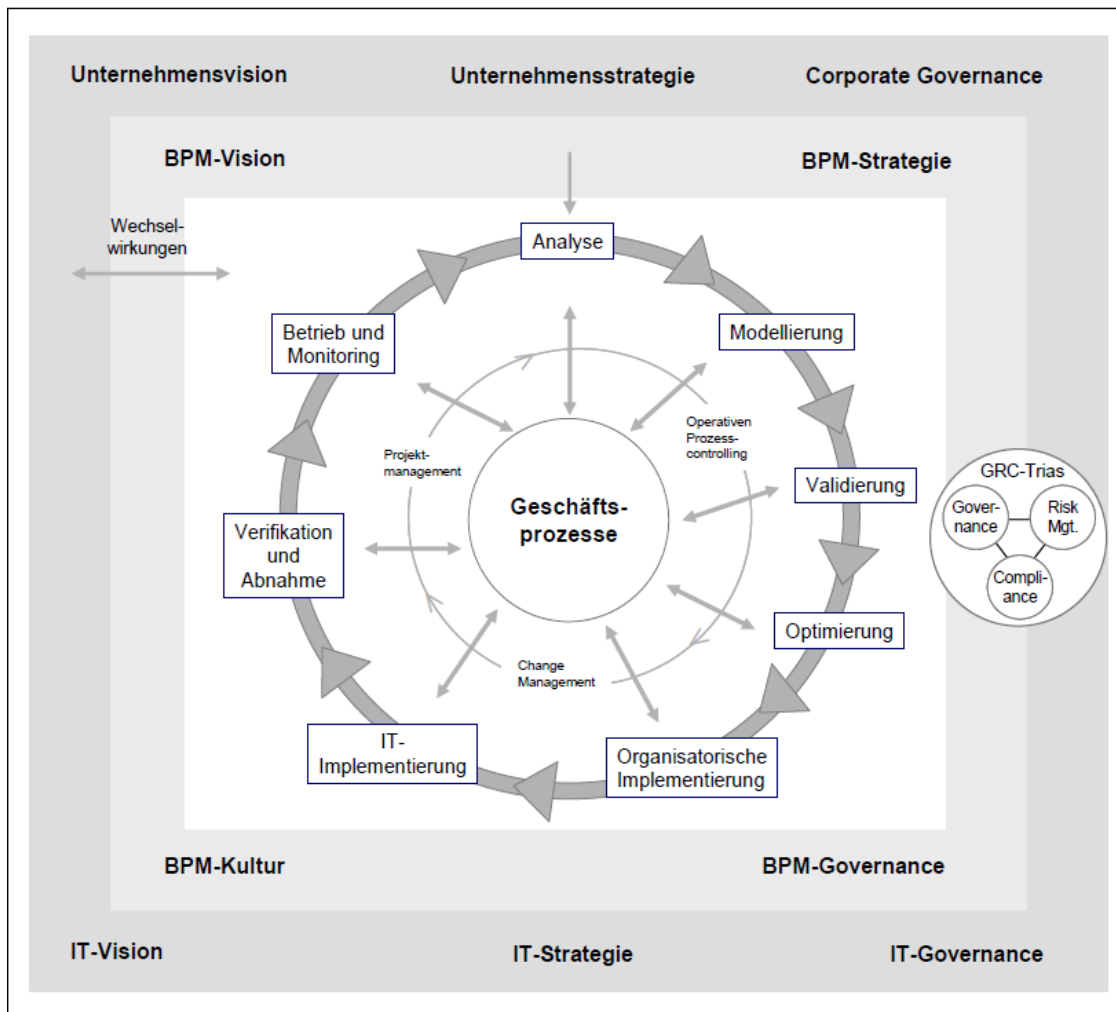 Unternehmensvision
Unternehmensstrategie
Corporate Governance
BPM-Vision
BPM-Strategie
Wechsel-
wirkungen
Analyse
Betrieb und
Monitoring
Modellierung
Projekt-
management
Operativen
Prozess-
controlling
Geschäfts-
prozesse
Validierung
GRC-Trias
Gover-
nance
Risk
Mgt.
Compli-
ance
Verifikation
und
Abnahme
Optimierung
Change
Management
IT-
Implementierung
Organisatorische
Implementierung
BPM-Kultur
BPM-Governance
IT-Vision
IT-Strategie
IT-Governance